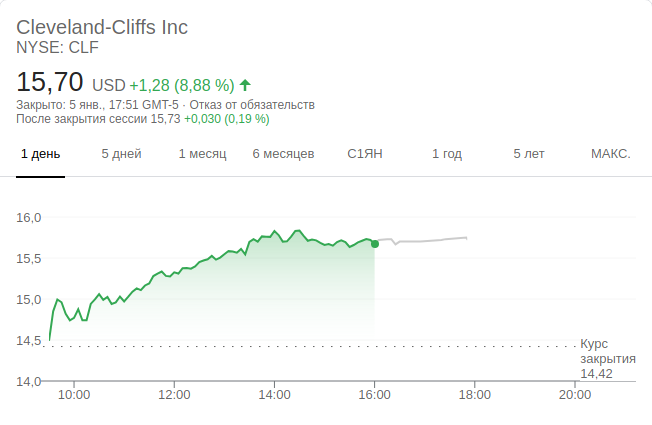 Cleveland-Cliffs Inc
NYSE: CLF
15,70 USD +1,28 (8,88 %)
Закрыто: 5 янв., 17:51 GMT-5 · Отказ от обязательств
После закрытия сессии 15,73 +0,030 (0,19 %)
1 день 5 дней 1 месяц 6 месяцев С1ЯН 1 год 5 лет МАКС.
16,0
15,5
15,0
14,5
Курс
закрытия
14,42
14,0
10:00 12:00 14:00 16:00 18:00 20:00